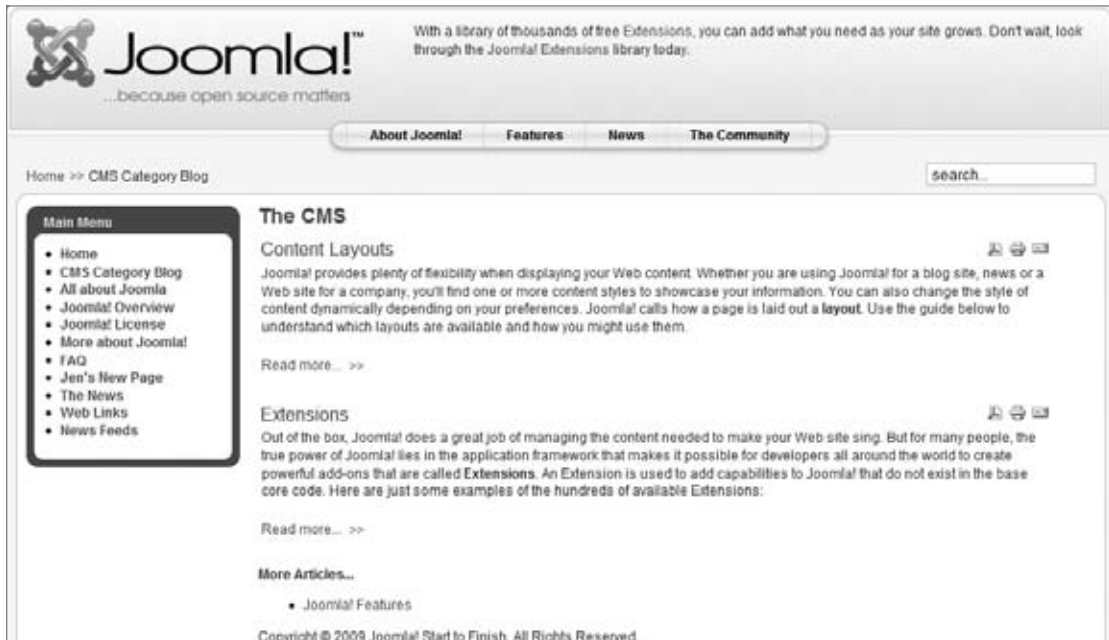 Joomla!™
...because open source matters
With a library of thousands of free Extensions, you can add what you need as your site grows. Don't wait, look
through the Joomla! Extensions library today.
About Joomla! Features News The Community
Home >> CMS Category Blog
search...
Main Menu
Home
CMS Category Blog
All about Joomla
Joomla! Overview
Joomla! License
More about Joomla!
FAQ
Jen's New Page
The News
Web Links
News Feeds
The CMS
Content Layouts
Joomla! provides plenty of flexibility when displaying your Web content. Whether you are using Joomla! for a blog site, news or a
Web site for a company, you'll find one or more content styles to showcase your information. You can also change the style of
content dynamically depending on your preferences. Joomla! calls how a page is laid out a layout. Use the guide below to
understand which layouts are available and how you might use them.
Read more... >>
Extensions
Out of the box, Joomla! does a great job of managing the content needed to make your Web site sing. But for many people, the
true power of Joomla! lies in the application framework that makes it possible for developers all around the world to create
powerful add-ons that are called Extensions. An Extension is used to add capabilities to Joomla! that do not exist in the base
core code. Here are just some examples of the hundreds of available Extensions:
Read more... >>
More Articles...
Joomla! Features
Copyright © 2009 Joomla! Start to Finish. All Rights Reserved.